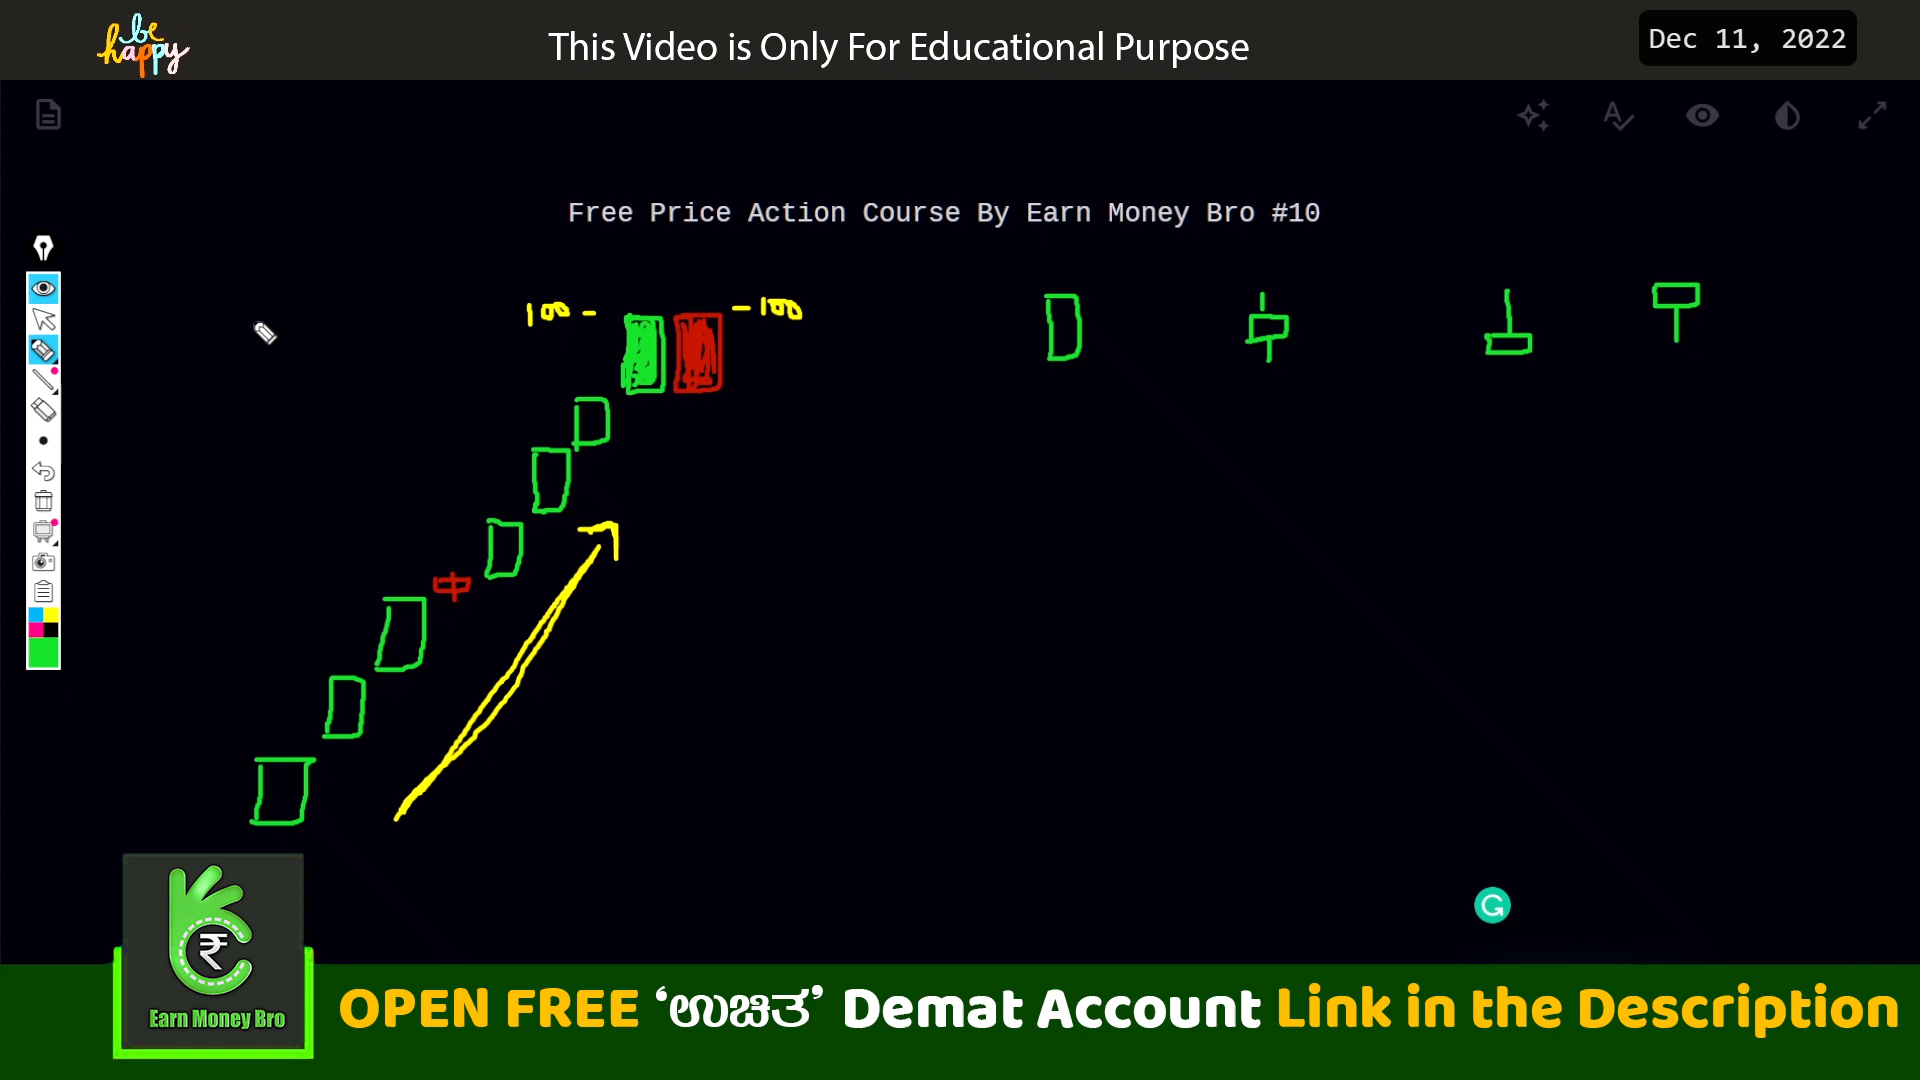 be
happy
This Video is Only For Educational Purpose
Dec 11, 2022
Free Price Action Course By Earn Money Bro #10
100 -
- 100
₹
Earn Money Bro
OPEN FREE ‘ಉಚಿತ’ Demat Account Link in the Description